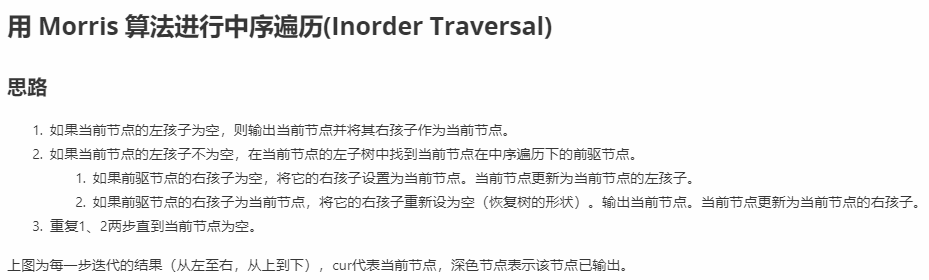 用 Morris 算法进行中序遍历(Inorder Traversal)
思路
1. 如果当前节点的左孩子为空，则输出当前节点并将其右孩子作为当前节点。
2. 如果当前节点的左孩子不为空，在当前节点的左子树中找到当前节点在中序遍历下的前驱节点。
1. 如果前驱节点的右孩子为空，将它的右孩子设置为当前节点。当前节点更新为当前节点的左孩子。
2. 如果前驱节点的右孩子为当前节点，将它的右孩子重新设为空（恢复树的形状）。输出当前节点。当前节点更新为当前节点的右孩子。
3. 重复1、2两步直到当前节点为空。
上图为每一步迭代的结果（从左至右，从上到下），cur代表当前节点，深色节点表示该节点已输出。